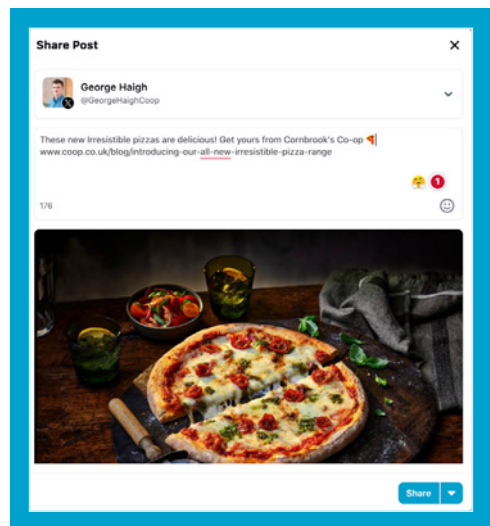 Share Post
George Haigh
@GeorgeHaighCoop
These new Irresistible pizzas are delicious! Get yours from Cornbrook's Co-op 🍕
www.coop.co.uk/blog/introducing-our-all-new-irresistible-pizza-range
1
176
Share